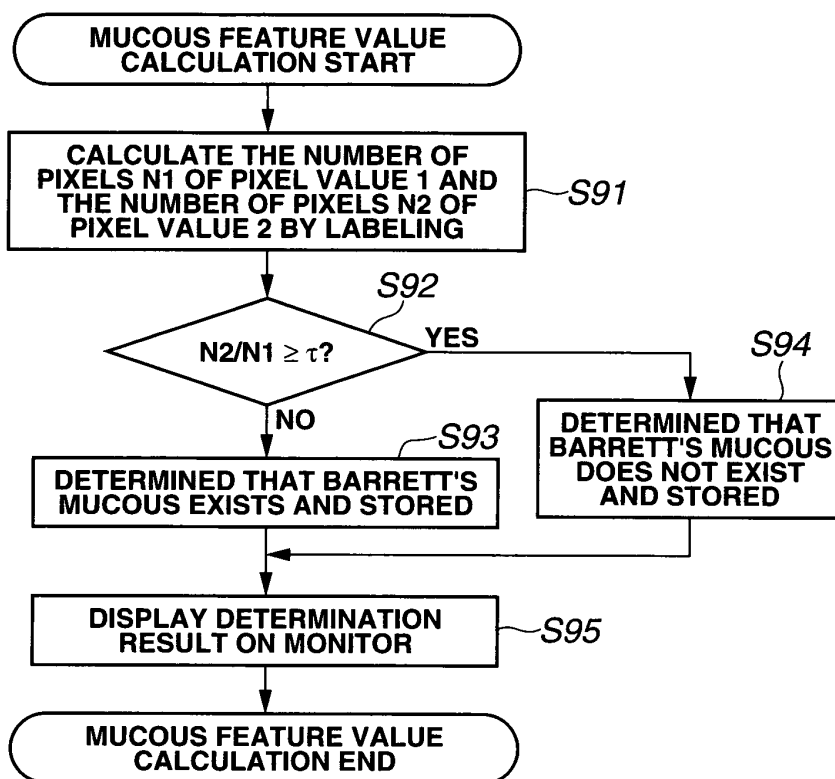 MUCOUS FEATURE VALUE
CALCULATION START
CALCULATE THE NUMBER OF
PIXELS N1 OF PIXEL VALUE 1 AND
THE NUMBER OF PIXELS N2 OF
PIXEL VALUE 2 BY LABELING
S91
S92
N2/N1 ≥ τ?
YES
NO
S94
DETERMINED THAT
BARRETT'S MUCOUS
DOES NOT EXIST
AND STORED
S93
DETERMINED THAT BARRETT'S
MUCOUS EXISTS AND STORED
DISPLAY DETERMINATION
RESULT ON MONITOR
S95
MUCOUS FEATURE VALUE
CALCULATION END